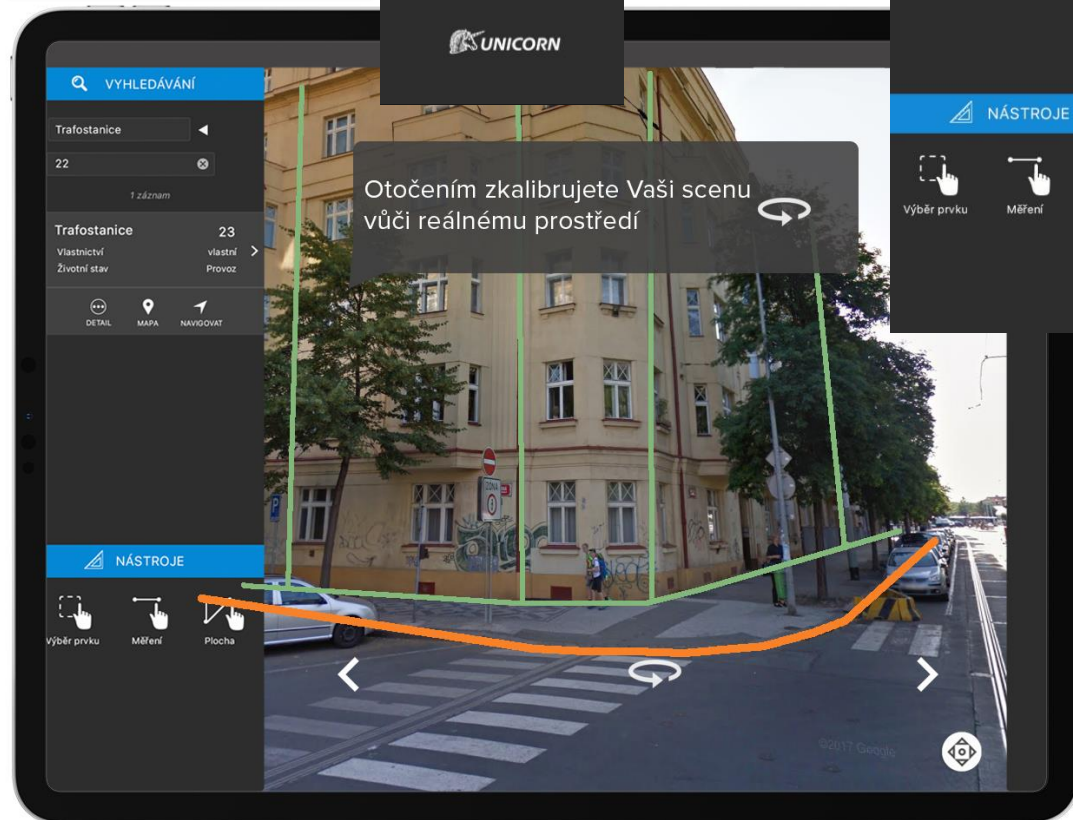 UNICORN
VYHLEDÁVÁNÍ
Trafostanice
22
1 záznam
Trafostanice 23
Vlastnictví vlastní
Životní stav Provoz
DETAIL MAPA NAVIGOVAT
Otočením zkalibrujete Vaši scenu
vůči reálnému prostředí
NÁSTROJE
Výběr prvku Měření
ZÓNA
P
NÁSTROJE
Výběr prvku Měření Plocha
©2017 Google